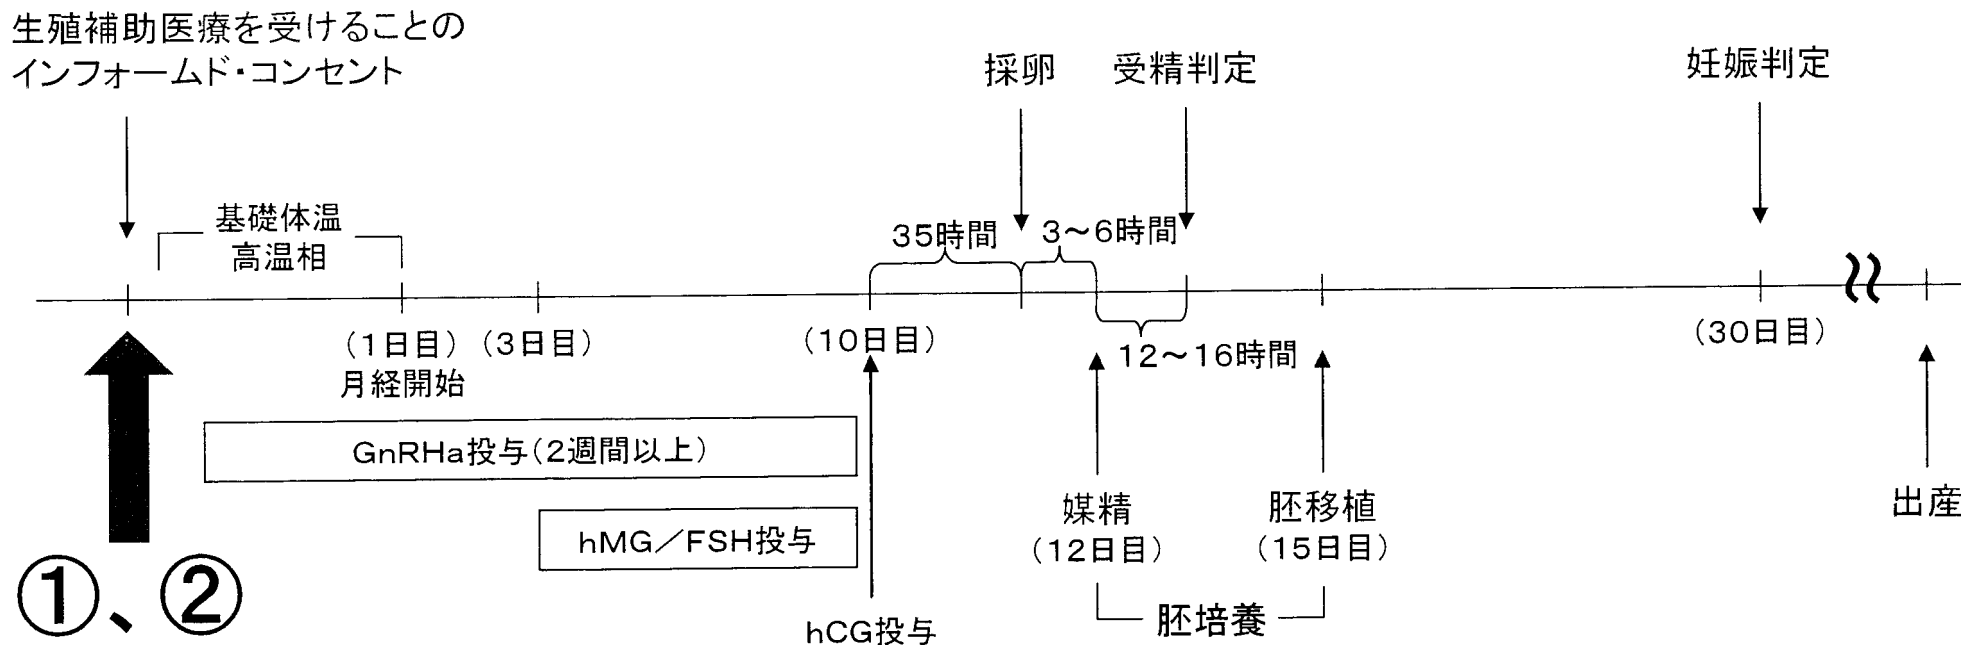 生殖補助医療を受けることの
インフォームド・コンセント
採卵
受精判定
妊娠判定
基礎体温
高温相
35時間
3～6時間
(1日目)
月経開始
(3日目)
(10日目)
12～16時間
(30日目)
GnRHa投与(2週間以上)
hMG／FSH投与
hCG投与
媒精
(12日目)
胚移植
(15日目)
胚培養
出産
①、②